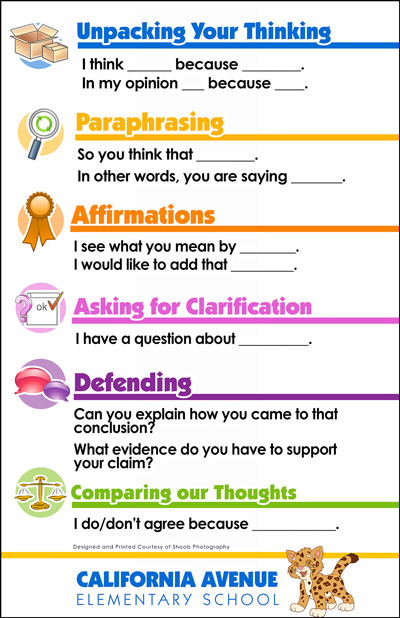 Unpacking Your Thinking
I think ______ because ________.
In my opinion ___ because ____.
Paraphrasing
So you think that ________.
In other words, you are saying _______.
Affirmations
I see what you mean by ________.
I would like to add that _________.
ok
Asking for Clarification
I have a question about __________.
Defending
Can you explain how you came to that
conclusion?
What evidence do you have to support
your claim?
Comparing our Thoughts
I do/don't agree because ____________.
Designed and Printed Courtesy of Shoob Photography
CALIFORNIA AVENUE
ELEMENTARY SCHOOL